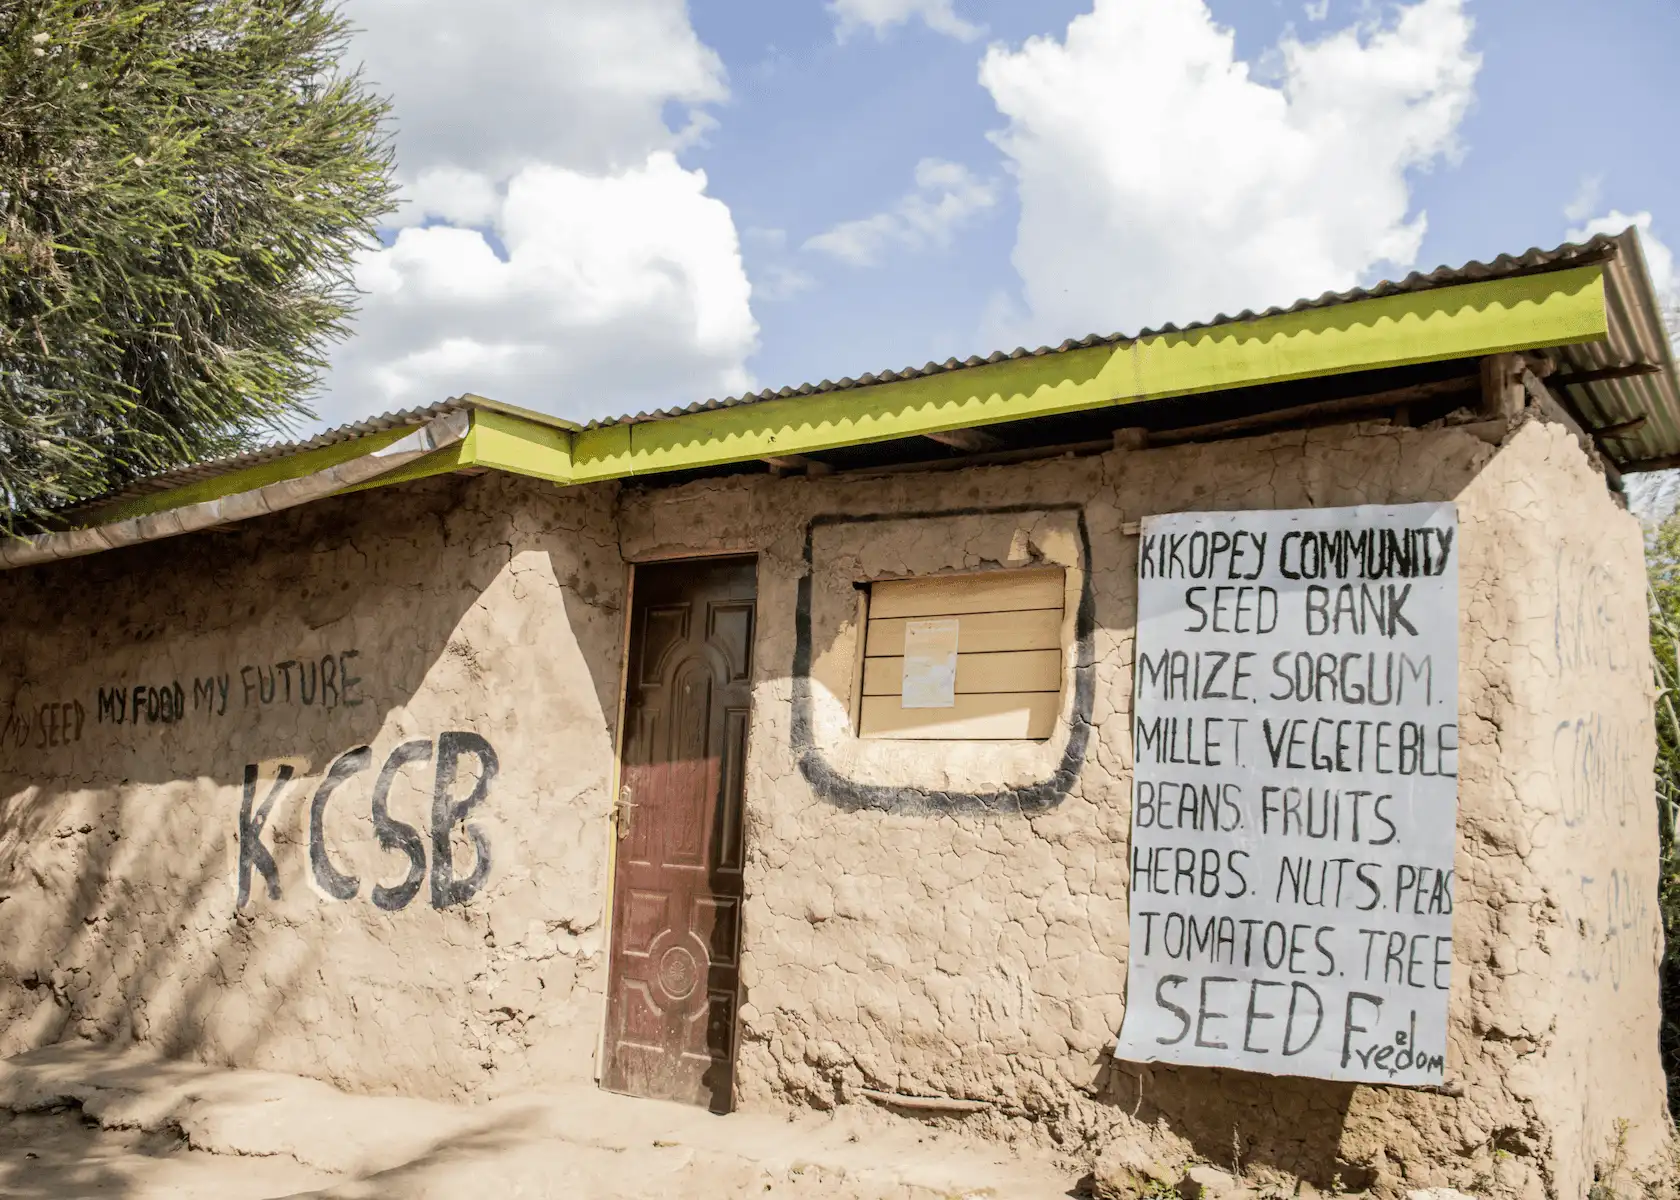 MY SEED MY FOOD MY FUTURE
KCSB
KIKOPEY COMMUNITY
SEED BANK
MAIZE. SORGUM.
MILLET. VEGETEBLE
BEANS. FRUITS.
HERBS. NUTS. PEAS
TOMATOES. TREE
SEED Freedom